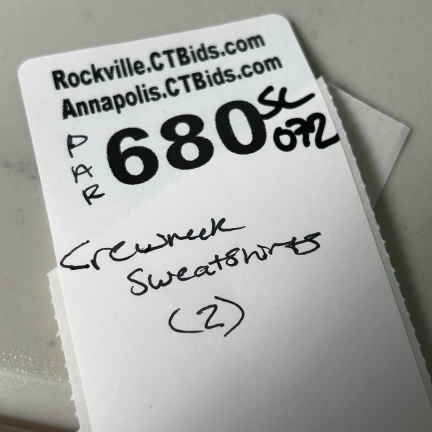 Rockville.CTBids.com
Annapolis.CTBids.com
PAR
680 SC
072
Crewneck
Sweatshirts
(2)